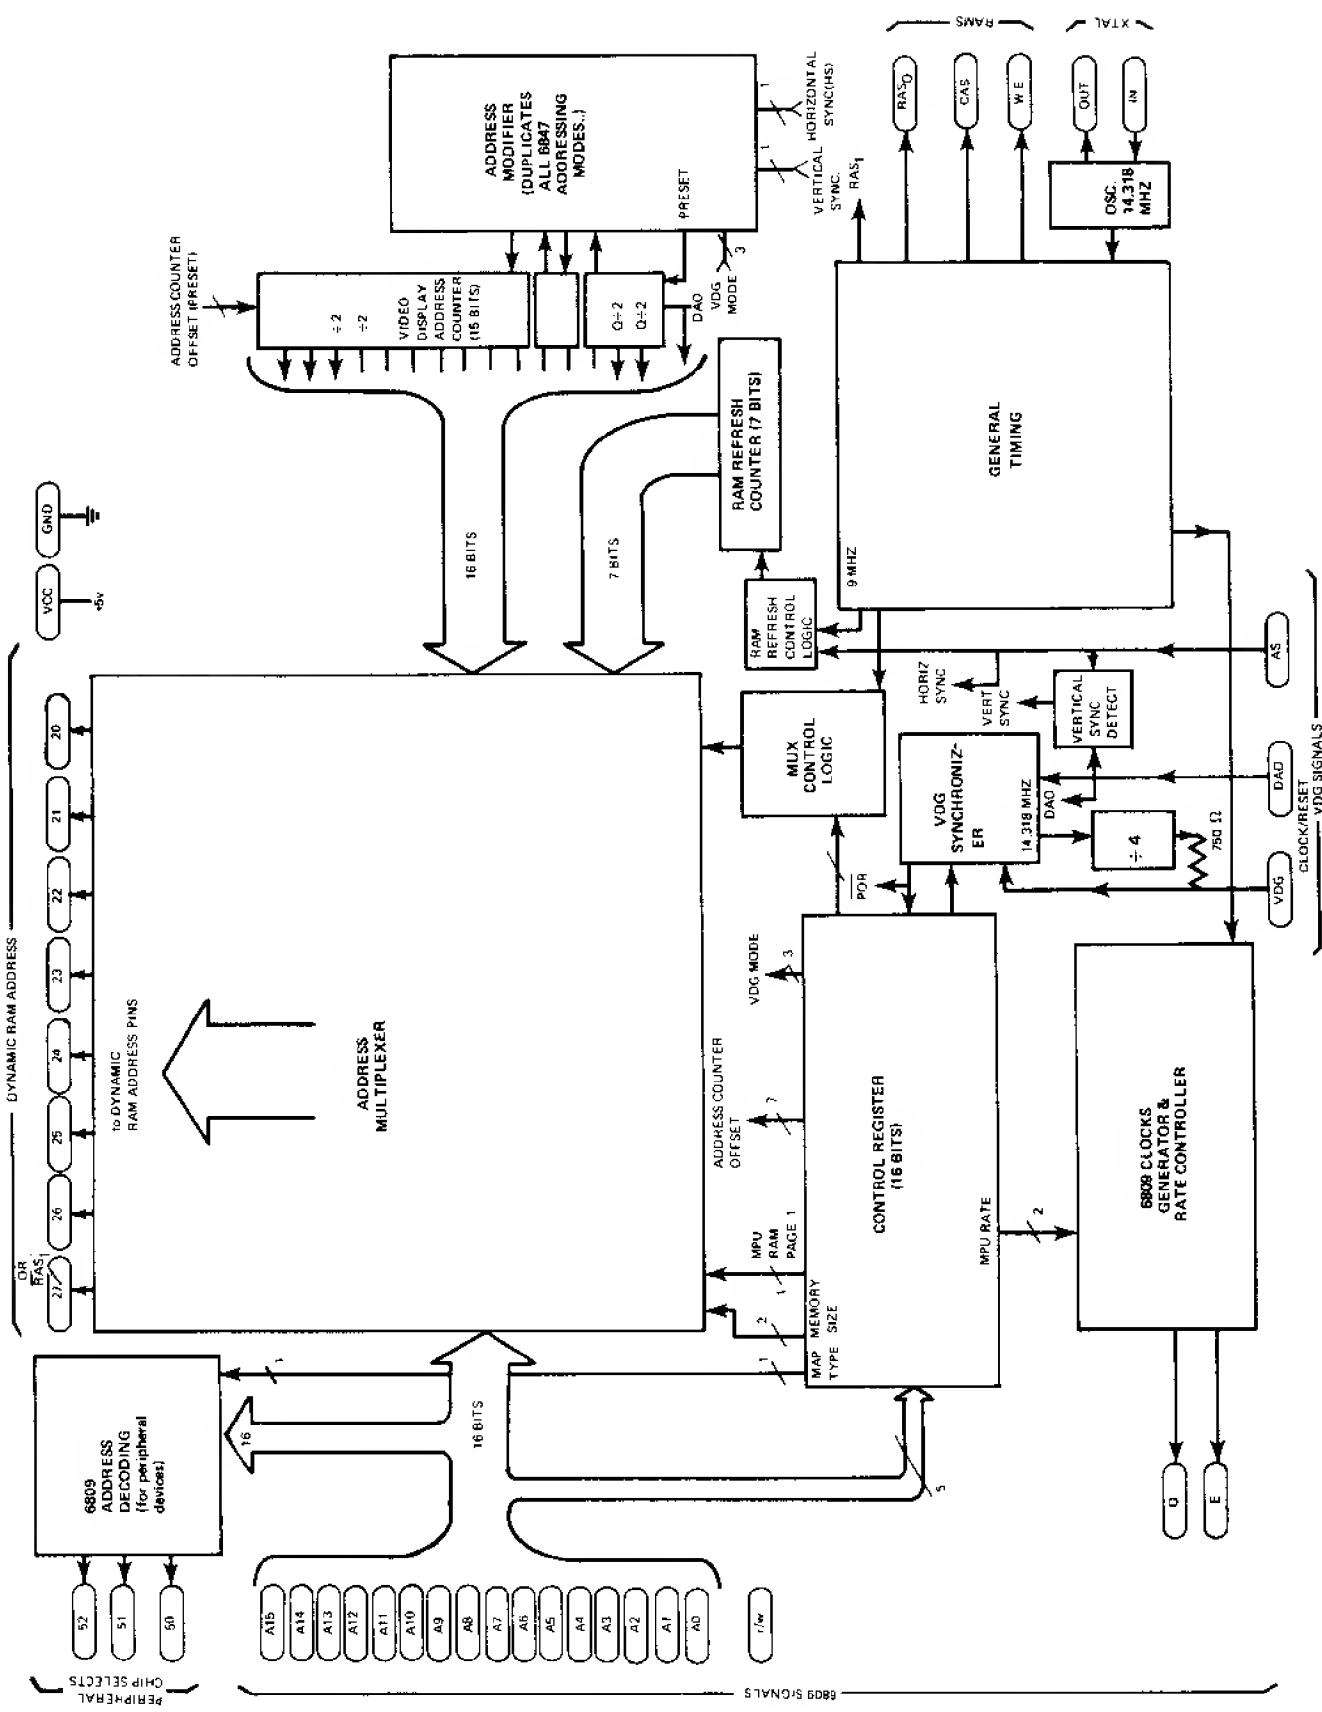 RAMS
XTAL
RAS0
CAS
W E
OUT
IN
ADDRESS
MODIFIER
(DUPLICATES
ALL 6847
ADDRESSING
MODES..)
PRESET
1
HORIZONTAL
SYNC(HS)
1
VERTICAL
SYNC.
RAS1
OSC.
14.318
MHZ
ADDRESS COUNTER
OFFSET (PRESET)
÷2
÷2
VIDEO
DISPLAY
ADDRESS
COUNTER
(15 BITS)
Q÷2
Q÷2
DAO
VDG
MODE
3
RAM REFRESH
COUNTER (7 BITS)
GENERAL
TIMING
9 MHZ
16 BITS
7 BITS
GND
VCC
+5v
RAM
REFRESH
CONTROL
LOGIC
DYNAMIC RAM ADDRESS
20
21
22
23
24
25
26
27
OR
RAS1
to DYNAMIC
RAM ADDRESS PINS
ADDRESS
MULTIPLEXER
MUX
CONTROL
LOGIC
HORIZ
SYNC
VERT
SYNC
VERTICAL
SYNC
DETECT
AS
VDG
SYNCHRONIZ-
ER
14.318 MHZ
DAO
DAO
÷4
750 Ω
VDG
CLOCK/RESET
VDG SIGNALS
POR
VDG MODE
3
ADDRESS COUNTER
OFFSET
7
MPU
RAM
PAGE 1
1
MEMORY
SIZE
2
MAP
TYPE
1
CONTROL REGISTER
(16 BITS)
MPU RATE
2
6809 CLOCKS
GENERATOR &
RATE CONTROLLER
Q
E
6809
ADDRESS
DECODING
(for peripheral
devices)
1
16
16 BITS
5
S2
S1
S0
PERIPHERAL
CHIP SELECTS
A15
A14
A13
A12
A11
A10
A9
A8
A7
A6
A5
A4
A3
A2
A1
A0
r/w
6809 SIGNALS